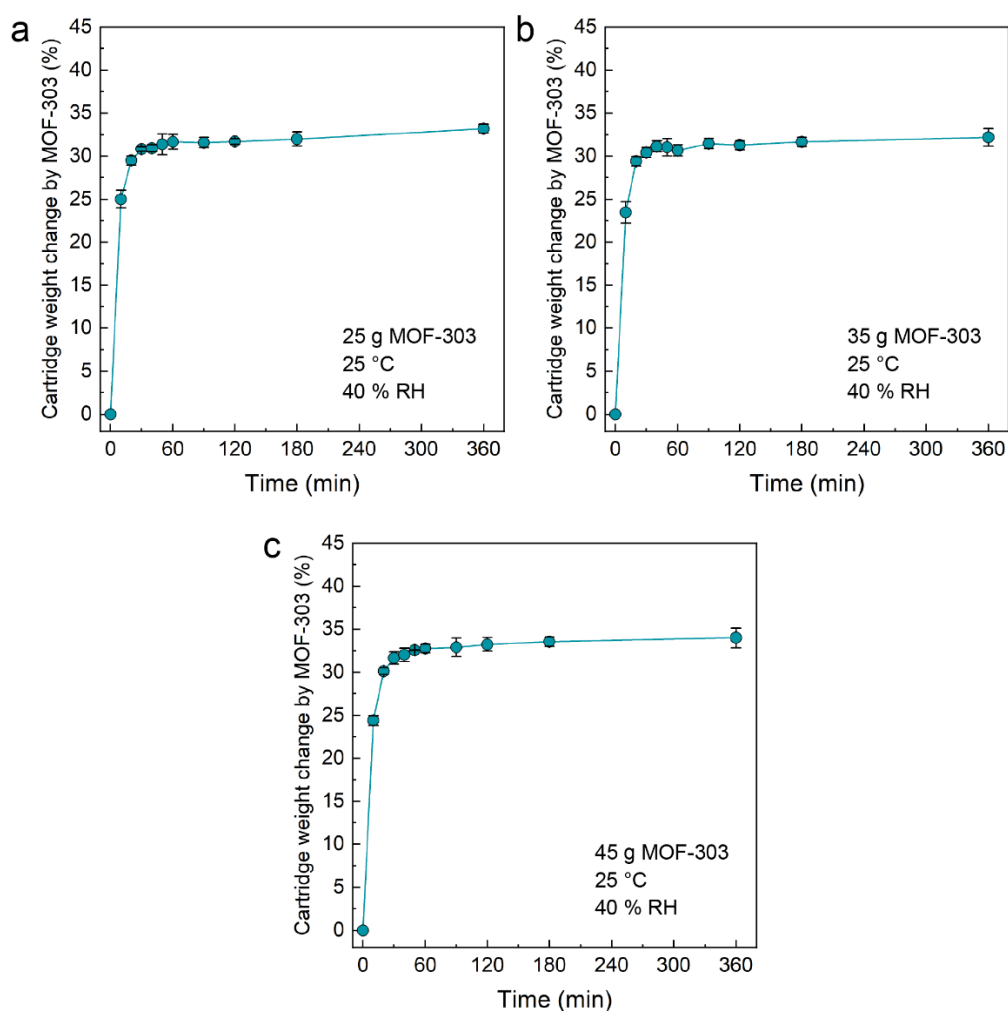 a
Cartridge weight change by MOF-303 (%)
45
40
35
30
25
20
15
10
5
0
25 g MOF-303
25 °C
40 % RH
0 60 120 180 240 300 360
Time (min)
b
Cartridge weight change by MOF-303 (%)
45
40
35
30
25
20
15
10
5
0
35 g MOF-303
25 °C
40 % RH
0 60 120 180 240 300 360
Time (min)
c
Cartridge weight change by MOF-303 (%)
45
40
35
30
25
20
15
10
5
0
45 g MOF-303
25 °C
40 % RH
0 60 120 180 240 300 360
Time (min)